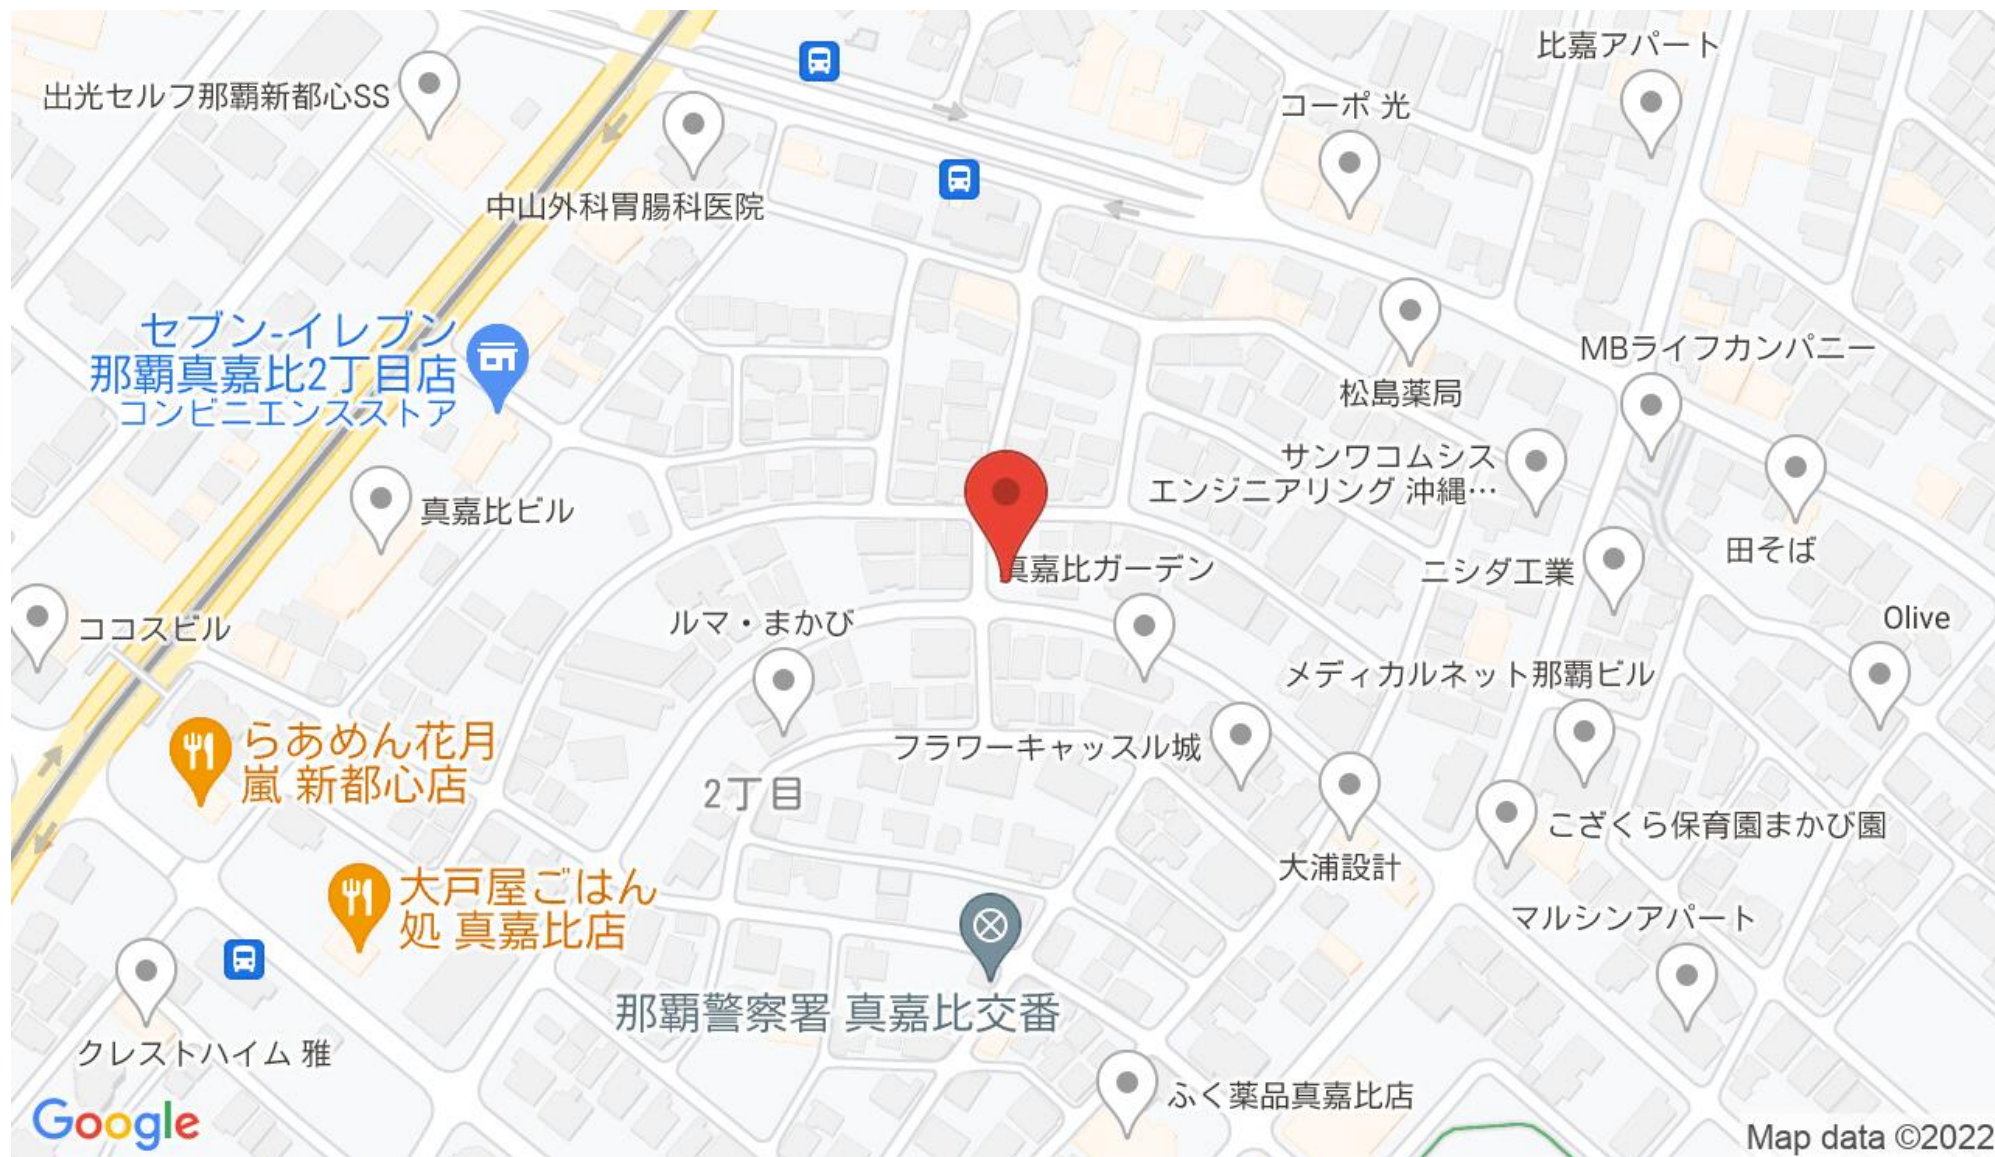 比嘉アパート
出光セルフ那覇新都心SS
コーポ 光
中山外科胃腸科医院
セブン-イレブン
那覇真嘉比2丁目店
コンビニエンスストア
MBライフカンパニー
松島薬局
サンワコムシス
エンジニアリング 沖縄…
真嘉比ビル
田そば
真嘉比ガーデン
ニシダ工業
ココスビル
ルマ・まかび
Olive
メディカルネット那覇ビル
らあめん花月
嵐 新都心店
フラワーキャッスル城
2丁目
こざくら保育園まかび園
大浦設計
大戸屋ごはん
処 真嘉比店
マルシンアパート
那覇警察署 真嘉比交番
クレストハイム 雅
ふく薬品真嘉比店
Google
Map data ©2022